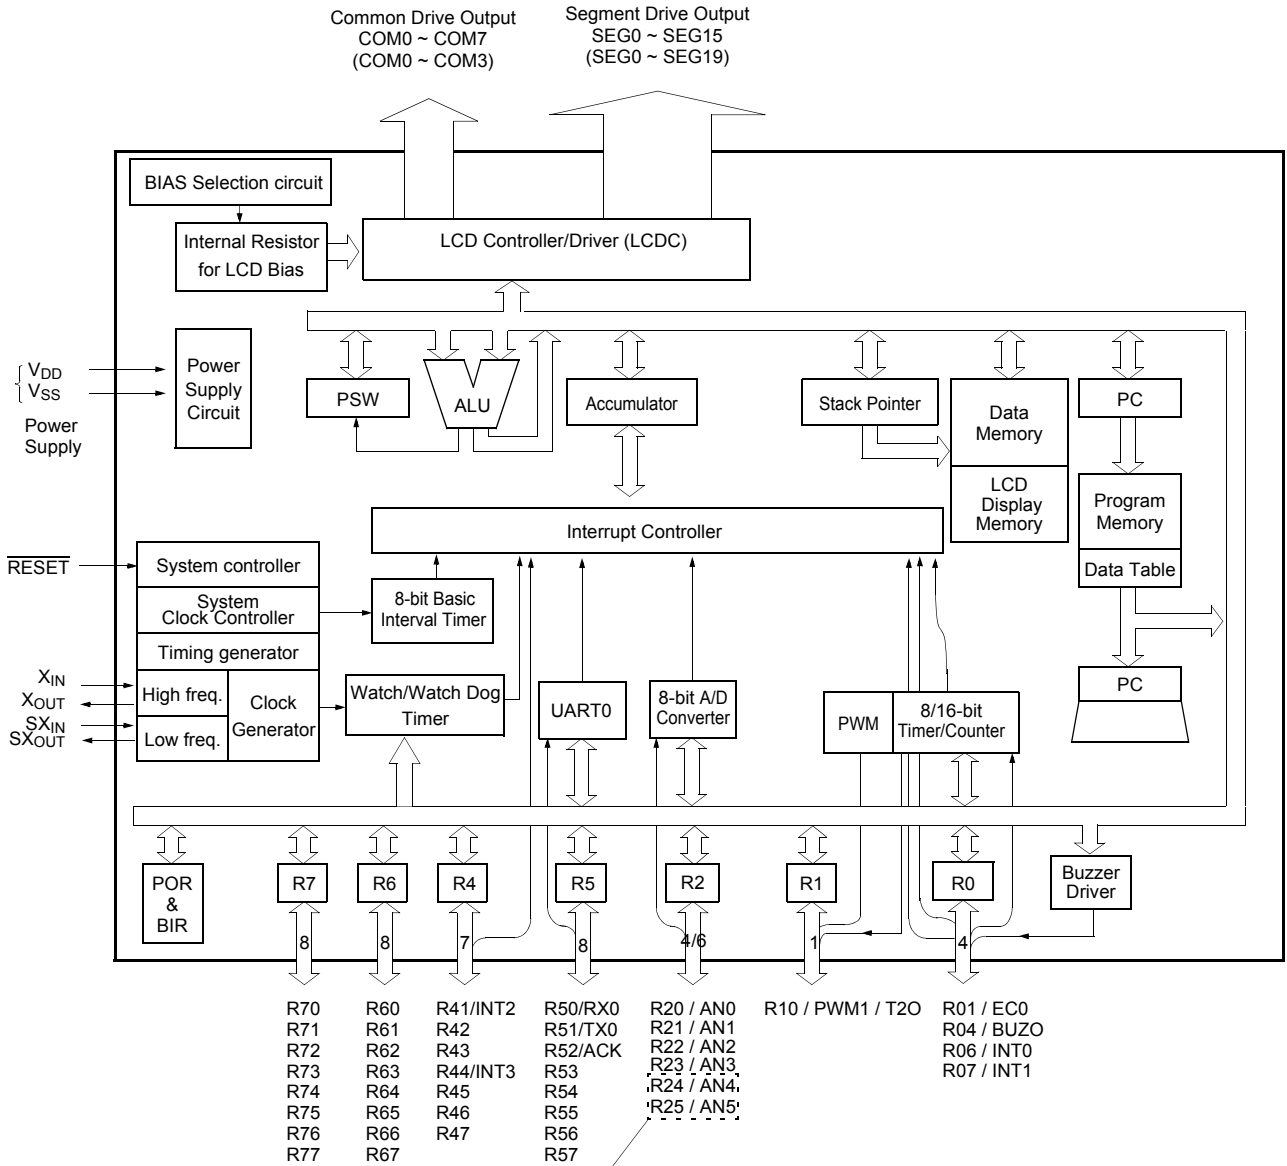 Common Drive Output
COM0 ~ COM7
(COM0 ~ COM3)
Segment Drive Output
SEG0 ~ SEG15
(SEG0 ~ SEG19)
BIAS Selection circuit
Internal Resistor
for LCD Bias
LCD Controller/Driver (LCDC)
VDD
VSS
Power
Supply
Power
Supply
Circuit
PSW
ALU
Accumulator
Stack Pointer
Data
Memory
LCD
Display
Memory
PC
Program
Memory
Data Table
PC
Interrupt Controller
RESET
System controller
System
Clock Controller
Timing generator
High freq.
Low freq.
Clock
Generator
XIN
XOUT
SXIN
SXOUT
8-bit Basic
Interval Timer
Watch/Watch Dog
Timer
UART0
8-bit A/D
Converter
PWM
8/16-bit
Timer/Counter
POR
&
BIR
R7
R6
R4
R5
R2
R1
R0
Buzzer
Driver
8
8
7
8
4/6
1
4
R70
R71
R72
R73
R74
R75
R76
R77
R60
R61
R62
R63
R64
R65
R66
R67
R41/INT2
R42
R43
R44/INT3
R45
R46
R47
R50/RX0
R51/TX0
R52/ACK
R53
R54
R55
R56
R57
R20 / AN0
R21 / AN1
R22 / AN2
R23 / AN3
R24 / AN4
R25 / AN5
R10 / PWM1 / T2O
R01 / EC0
R04 / BUZO
R06 / INT0
R07 / INT1